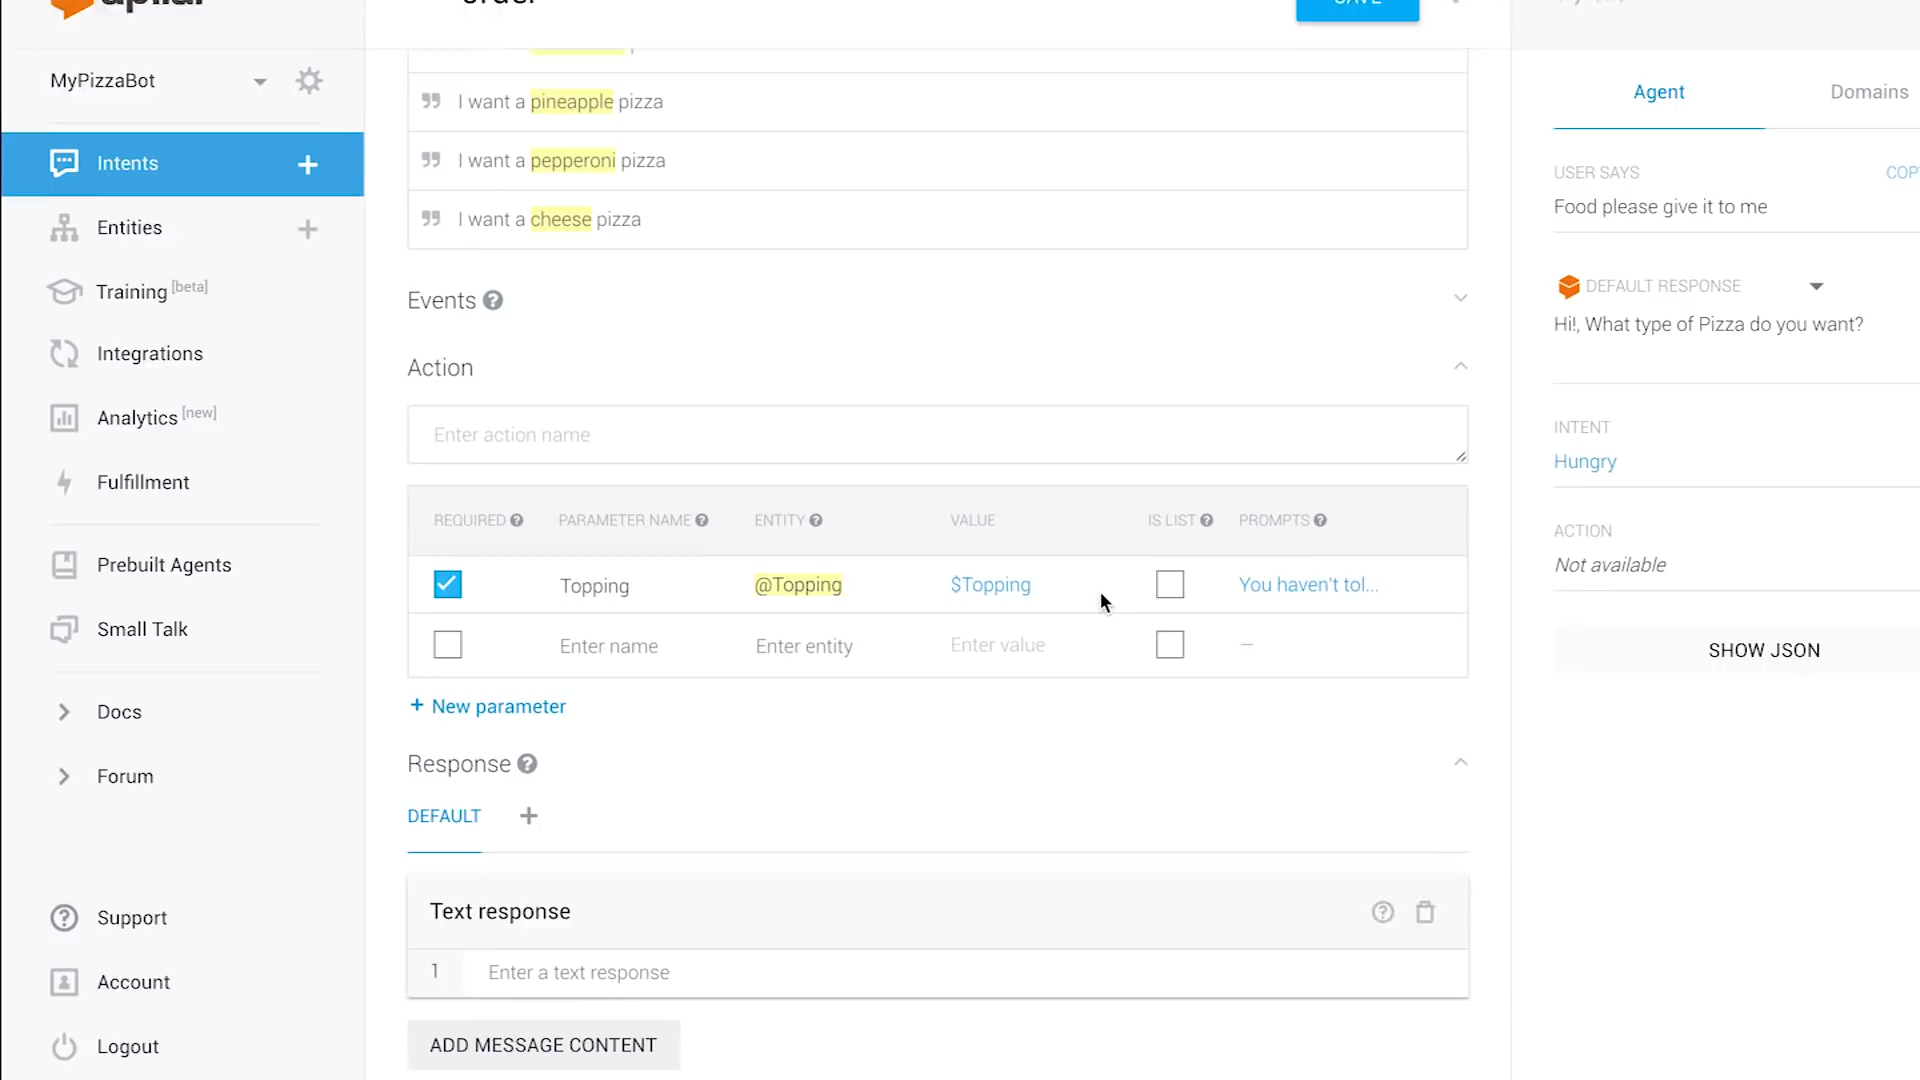 MyPizzaBot
Intents
Entities
Training [beta]
Integrations
Analytics [new]
Fulfillment
Prebuilt Agents
Small Talk
Docs
Forum
Support
Account
Logout
I want a pineapple pizza
I want a pepperoni pizza
I want a cheese pizza
Events
Action
Enter action name
REQUIRED PARAMETER NAME ENTITY VALUE IS LIST PROMPTS
Topping @Topping $Topping You haven't tol...
Enter name Enter entity Enter value –
+ New parameter
Response
DEFAULT +
Text response
1 Enter a text response
ADD MESSAGE CONTENT
Agent Domains
USER SAYS
Food please give it to me
DEFAULT RESPONSE
Hi!, What type of Pizza do you want?
INTENT
Hungry
ACTION
Not available
SHOW JSON